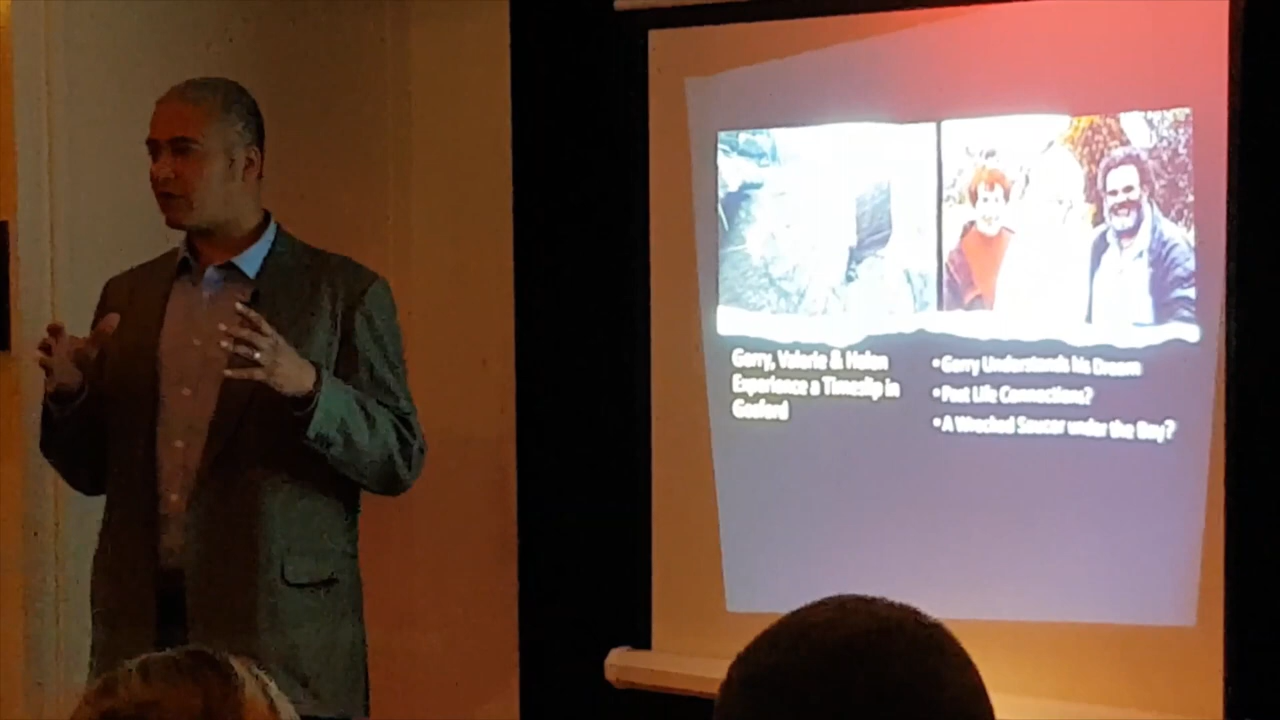 Gerry, Valerie & Helen
Experience a Timeslip in
Gosford
• Gerry Understands his Dream
• Past Life Connections?
• A Wrecked Saucer under the Bay?